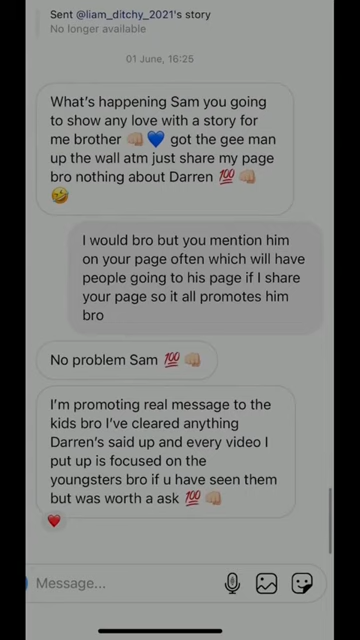 Sent @liam_ditchy_2021's story
No longer available
01 June, 16:25
What's happening Sam you going
to show any love with a story for
me brother 👊🏻💙 got the gee man
up the wall atm just share my page
bro nothing about Darren 💯 👊🏻
🤣
I would bro but you mention him
on your page often which will have
people going to his page if I share
your page so it all promotes him
bro
No problem Sam 💯 👊🏻
I'm promoting real message to the
kids bro I've cleared anything
Darren's said up and every video I
put up is focused on the
youngsters bro if u have seen them
but was worth a ask 💯 👊🏻
❤️
Message...